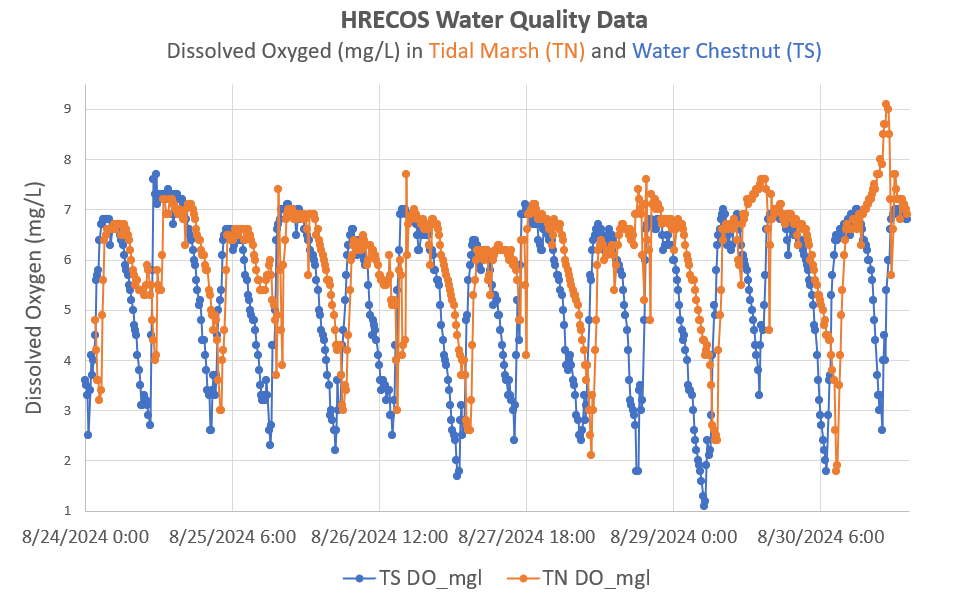 HRECOS Water Quality Data
Dissolved Oxyged (mg/L) in Tidal Marsh (TN) and Water Chestnut (TS)
Dissolved Oxygen (mg/L)
9
8
7
6
5
4
3
2
1
8/24/2024 0:00 8/25/2024 6:00 8/26/2024 12:00 8/27/2024 18:00 8/29/2024 0:00 8/30/2024 6:00
TS DO_mgl TN DO_mgl